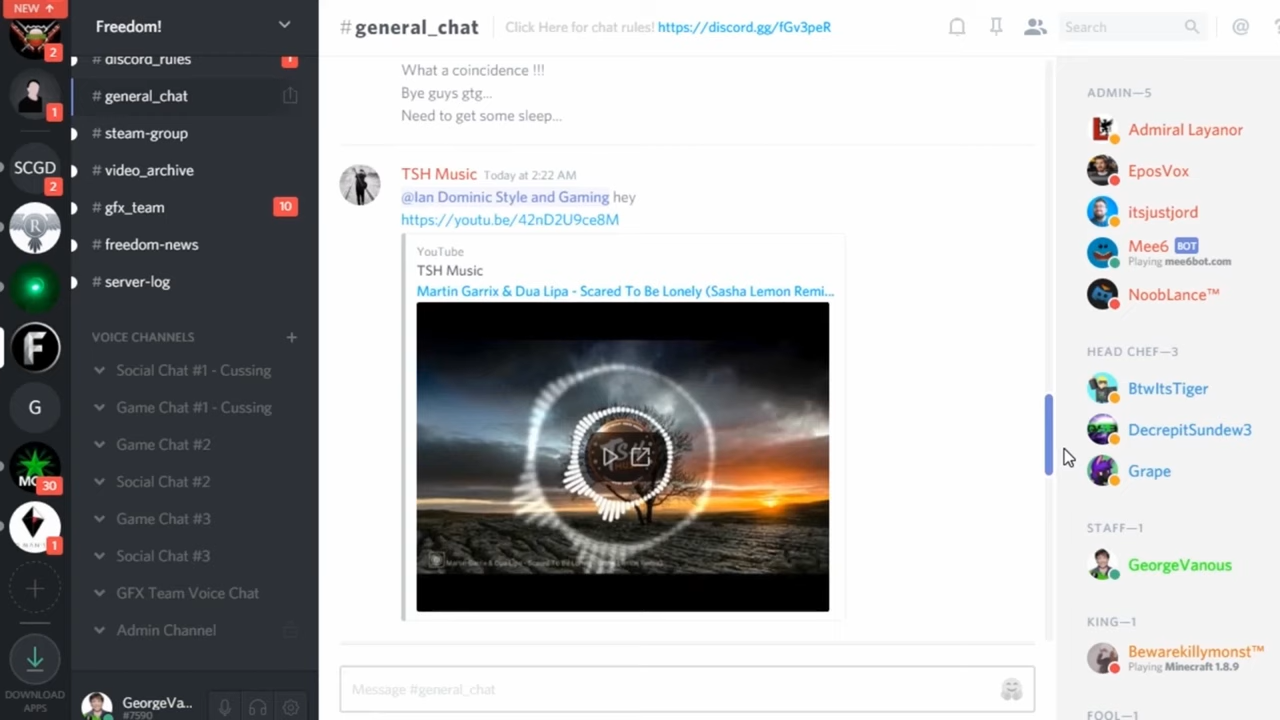 NEW ↑
2
1
SCGD
2
R
F
G
30
1
DOWNLOAD
APPS
Freedom!
# discord_rules
1
# general_chat
# steam-group
# video_archive
# gfx_team
10
# freedom-news
# server-log
VOICE CHANNELS
Social Chat #1 - Cussing
Game Chat #1 - Cussing
Game Chat #2
Social Chat #2
Game Chat #3
Social Chat #3
GFX Team Voice Chat
Admin Channel
GeorgeVa...
#7590
#general_chat
Click Here for chat rules! https://discord.gg/fGv3peR
Search
@
?
What a coincidence !!!
Bye guys gtg...
Need to get some sleep...
TSH Music Today at 2:22 AM
@Ian Dominic Style and Gaming hey
https://youtu.be/42nD2U9ce8M
YouTube
TSH Music
Martin Garrix & Dua Lipa - Scared To Be Lonely (Sasha Lemon Remi...
Message #general_chat
ADMIN—5
Admiral Layanor
EposVox
itsjustjord
Mee6 BOT
Playing mee6bot.com
NoobLance™
HEAD CHEF—3
BtwItsTiger
DecrepitSundew3
Grape
STAFF—1
GeorgeVanous
KING—1
Bewarekillymonst™
Playing Minecraft 1.8.9
FOOL—1